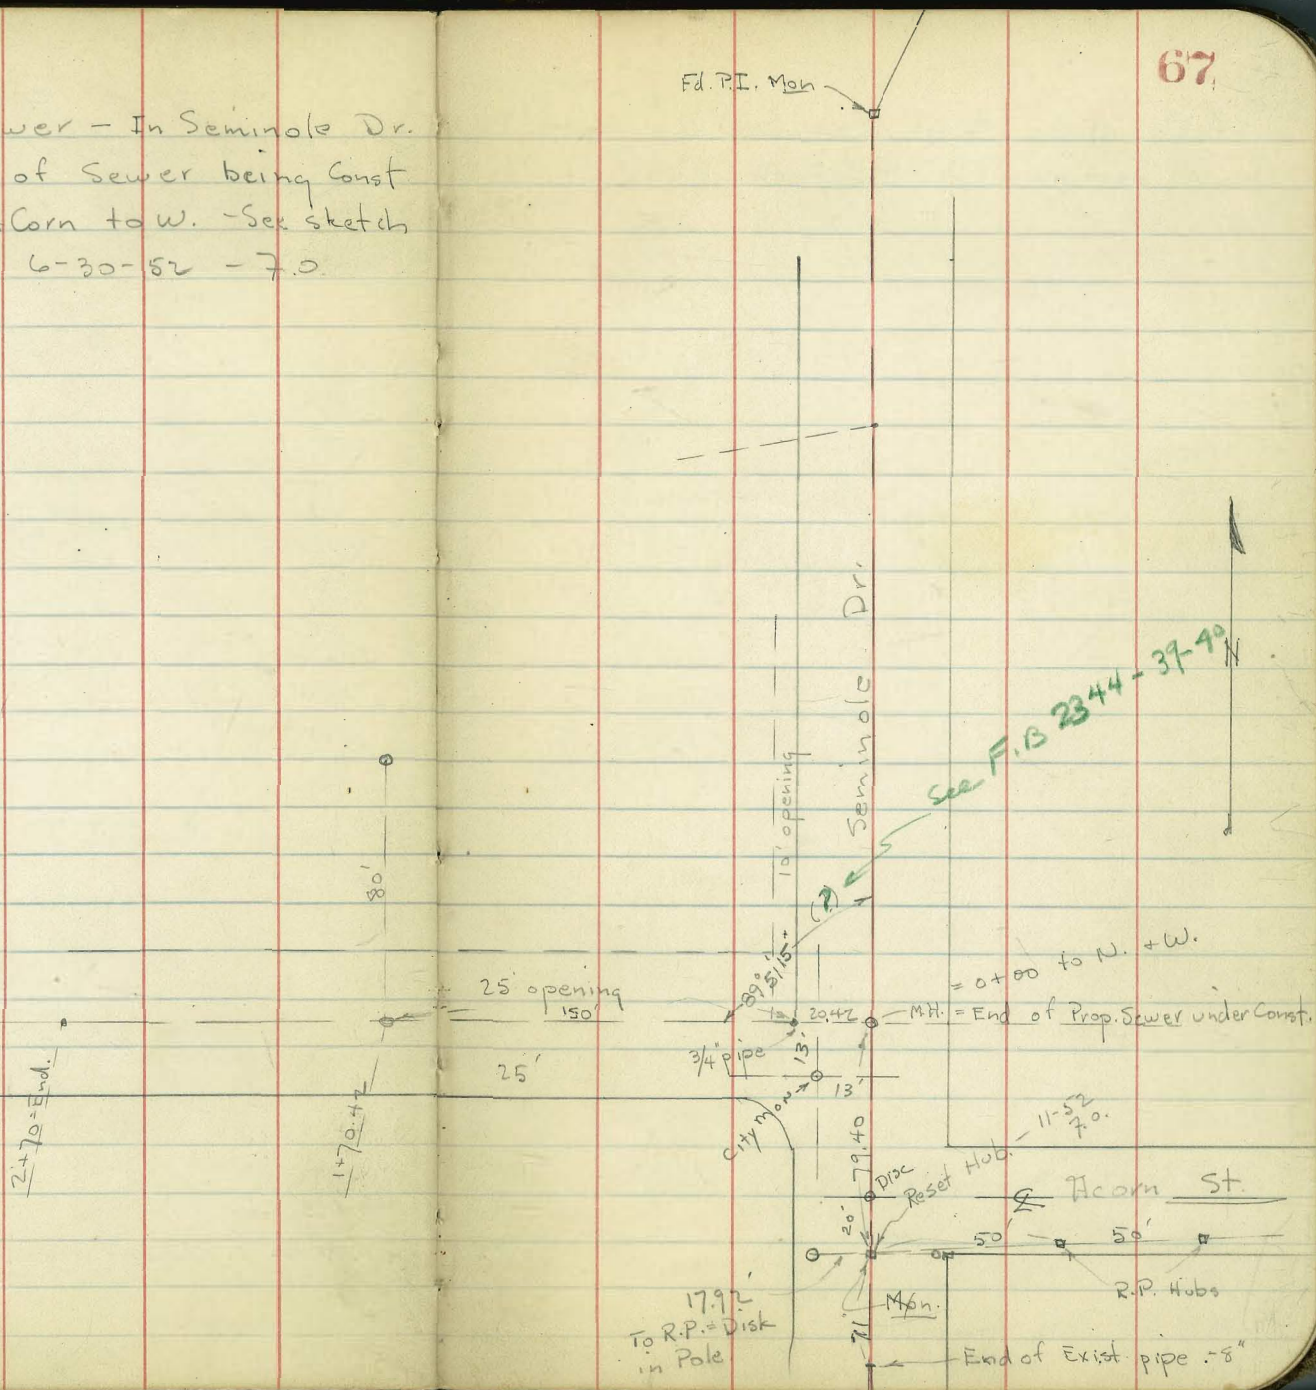 67
wer - In Seminole Dr.
of Sewer being Const
Corn to W. - See sketch
6-30-52 - 7.0.
Fd. P.I. Mon
Seminole Dr.
10' opening
See F.B 2344 - 39-40
N
(?)
80'
89° 51' 15"±
= 0+00 to N. + W.
25' opening
150'
20.42
M.H. = End of Prop. Sewer under Const.
3/4" pipe
13'
13'
25'
City Mon
2+70 = End.
1+70.42
79.40
11-52
7.0.
Disc
Reset Hub.
℄ Acorn St.
20'
50'
50'
R.P. Hubs
17.92'
To R.P. = Disk
in Pole
Mon.
71
End of Exist pipe - 8"